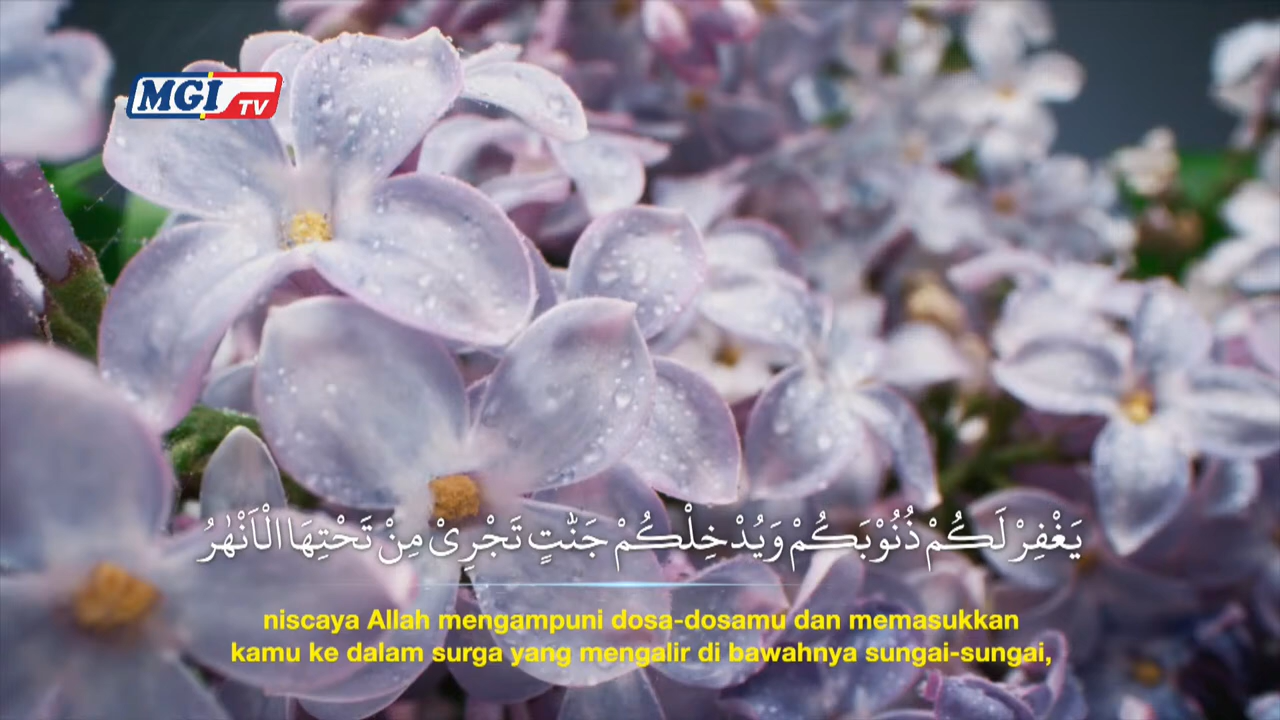 MGI TV
يَغْفِرْ لَكُمْ ذُنُوْبَكُمْ وَيُدْخِلْكُمْ جَنّٰتٍ تَجْرِيْ مِنْ تَحْتِهَا الْاَنْهٰرُ
niscaya Allah mengampuni dosa-dosamu dan memasukkan
kamu ke dalam surga yang mengalir di bawahnya sungai-sungai,